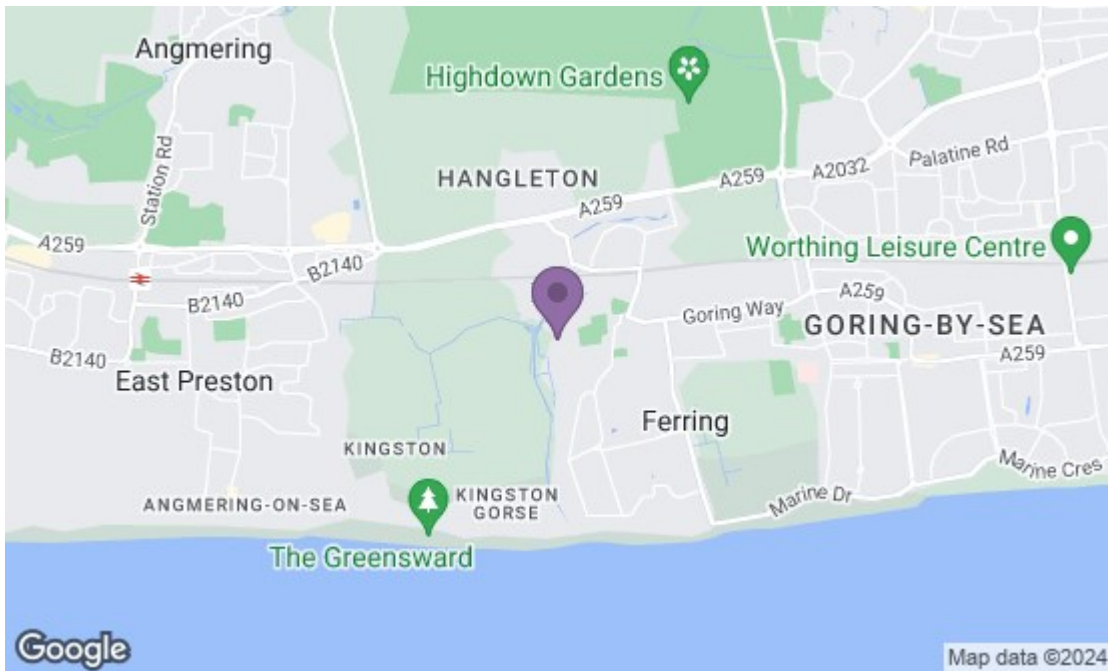 Angmering
Highdown Gardens
Station Rd
HANGLETON
A259
A2032
Palatine Rd
A259
A259
B2140
Worthing Leisure Centre
B2140
A259
Goring Way
GORING-BY-SEA
B2140
A259
East Preston
Ferring
KINGSTON
Marine Cres
ANGMERING-ON-SEA
KINGSTON
GORSE
Marine Dr
The Greensward
Google
Map data ©2024